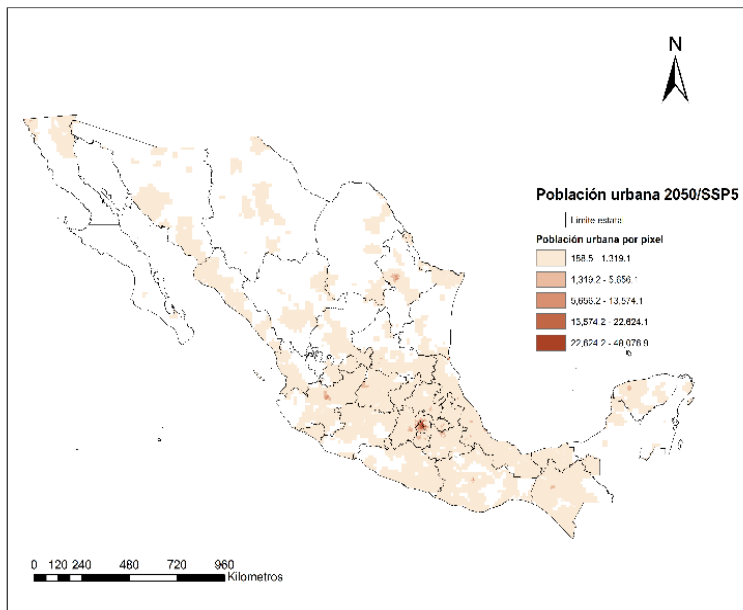 N
Población urbana 2050/SSP5
Límite estatal
Población urbana por pixel
158.5 - 1,319.1
1,319.2 - 5,656.1
5,656.2 - 13,574.1
13,574.2 - 22,624.1
22,624.2 - 48,076.9
0 120 240 480 720 960
Kilometros